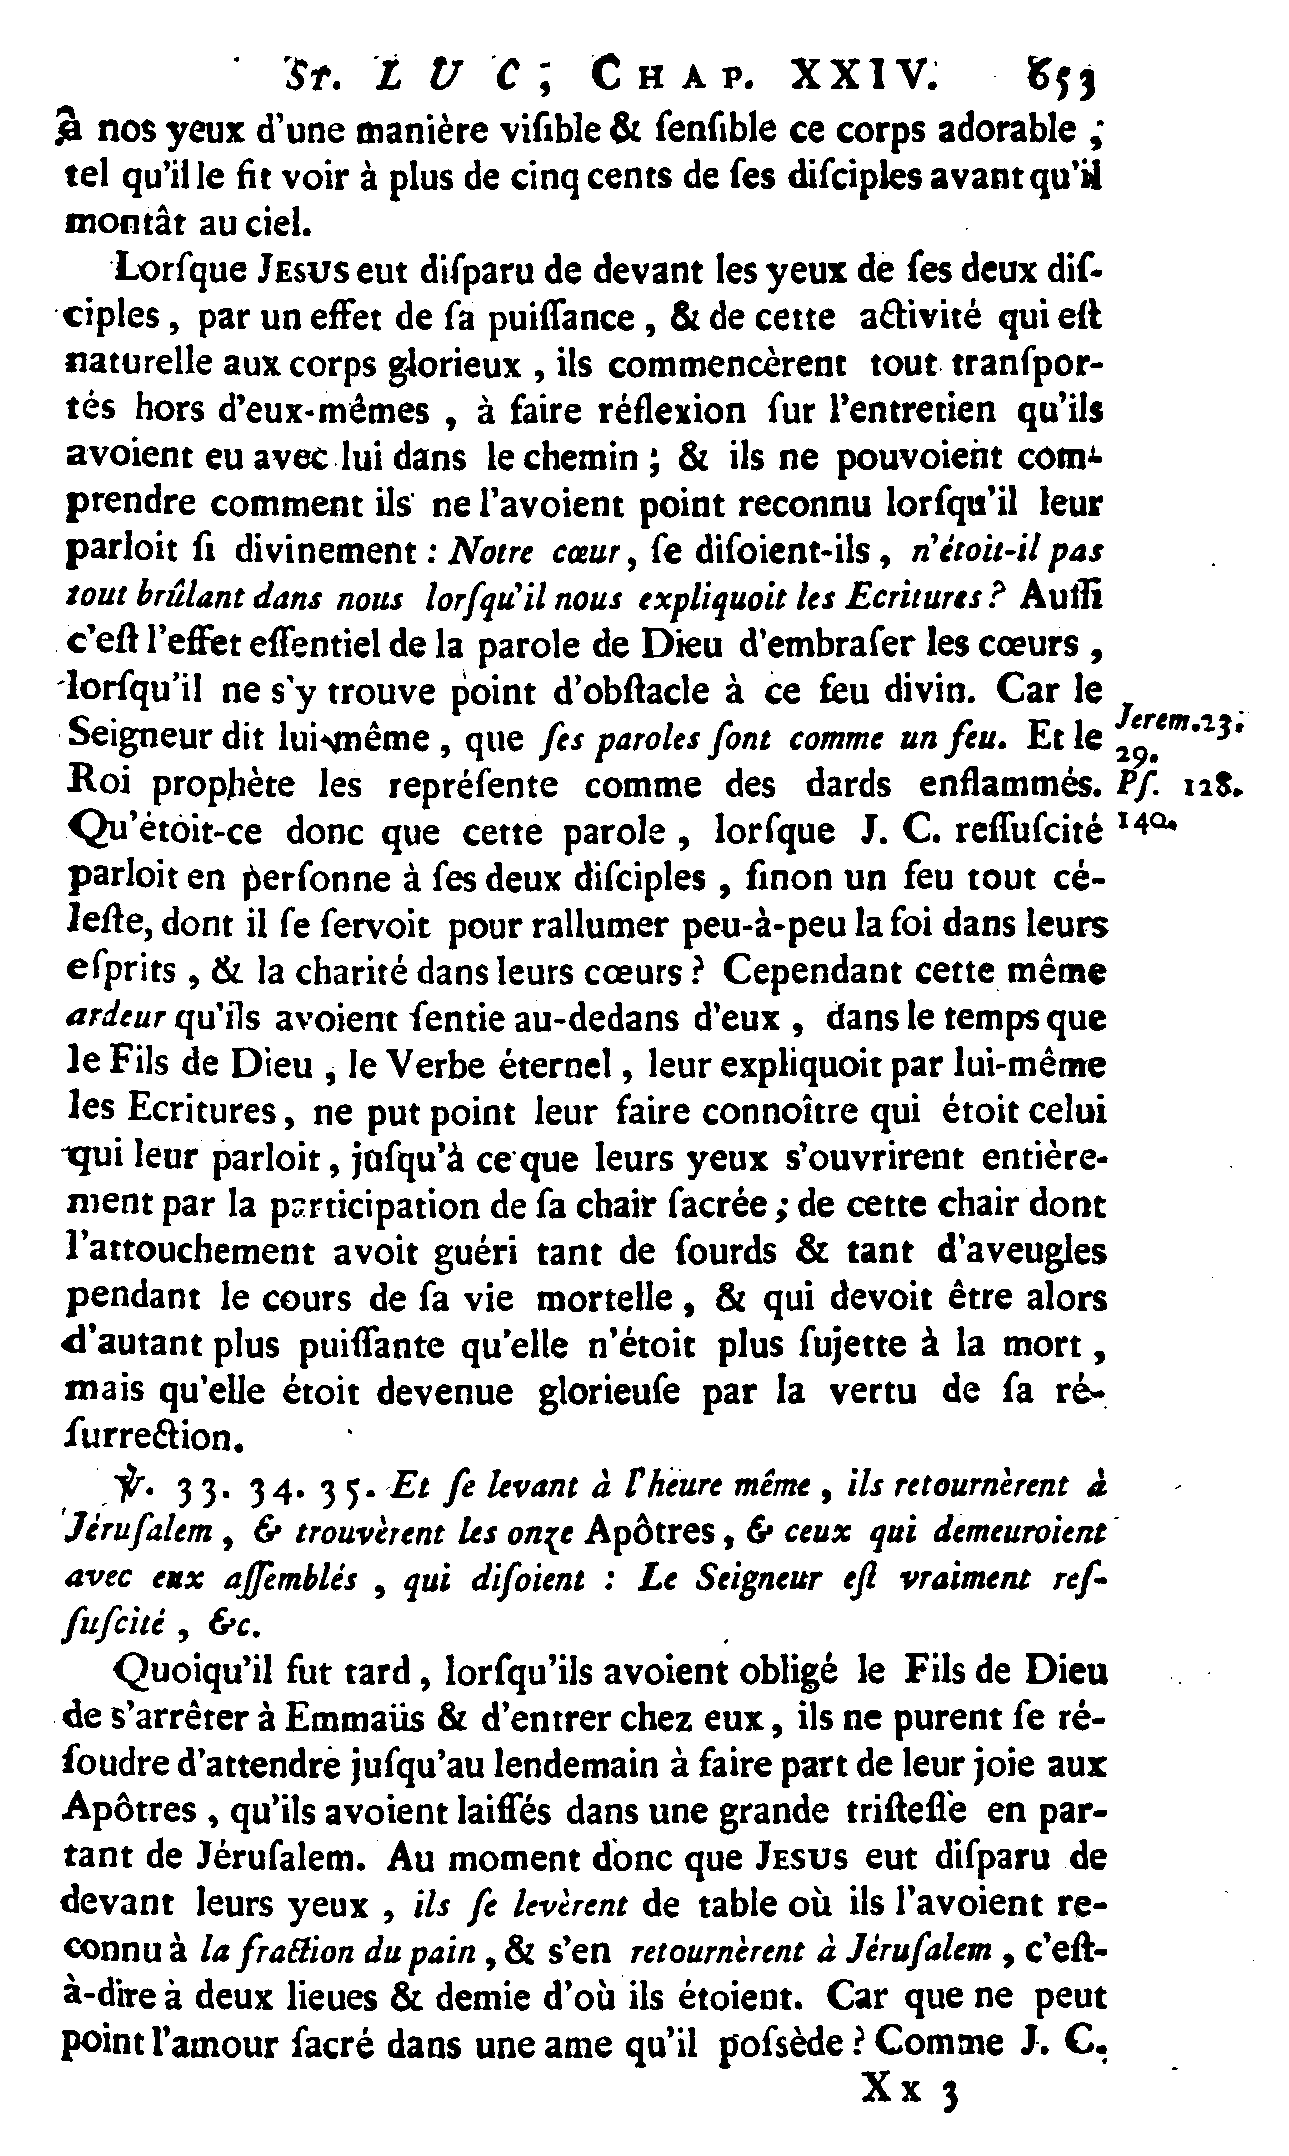 St. LUC, CHAP. XXIV. 653
à nos yeux d'une manière viſible & ſenſible ce corps adorable,
tel qu'il le fit voir à plus de cinq cents de ſes diſciples avant qu'il
montât au ciel.
Lorſque JESUS eut diſparu de devant les yeux de ſes deux diſ-
ciples, par un effet de ſa puiſſance, & de cette activité qui eſt
naturelle aux corps glorieux, ils commencèrent tout tranſpor-
tés hors d'eux-mêmes, à faire réflexion ſur l'entretien qu'ils
avoient eu avec lui dans le chemin; & ils ne pouvoient com-
prendre comment ils ne l'avoient point reconnu lorſqu'il leur
parloit ſi divinement: Notre cœur, ſe diſoient-ils, n'étoit-il pas
tout brûlant dans nous lorſqu'il nous expliquoit les Ecritures? Auſſi
c'eſt l'effet eſſentiel de la parole de Dieu d'embraſer les cœurs,
lorſqu'il ne s'y trouve point d'obſtacle à ce feu divin. Car le
Seigneur dit lui-même, que ſes paroles ſont comme un feu. Et le
Jerem. 23.
29.
Roi prophète les repréſente comme des dards enflammés.
Pſ. 128.
Qu'étoit-ce donc que cette parole, lorſque J. C. reſſuſcité
140.
parloit en perſonne à ſes deux diſciples, ſinon un feu tout cé-
leſte, dont il ſe ſervoit pour rallumer peu-à-peu la foi dans leurs
eſprits, & la charité dans leurs cœurs? Cependant cette même
ardeur qu'ils avoient ſentie au-dedans d'eux, dans le temps que
le Fils de Dieu, le Verbe éternel, leur expliquoit par lui-même
les Ecritures, ne put point leur faire connoître qui étoit celui
qui leur parloit, juſqu'à ce que leurs yeux s'ouvrirent entière-
ment par la participation de ſa chair ſacrée; de cette chair dont
l'attouchement avoit guéri tant de ſourds & tant d'aveugles
pendant le cours de ſa vie mortelle, & qui devoit être alors
d'autant plus puiſſante qu'elle n'étoit plus ſujette à la mort,
mais qu'elle étoit devenue glorieuſe par la vertu de ſa ré-
ſurrection.
℣. 33. 34. 35. Et ſe levant à l'heure même, ils retournèrent à
Jéruſalem, & trouvèrent les onze Apôtres, & ceux qui demeuroient
avec eux aſſemblés, qui diſoient: Le Seigneur eſt vraiment reſ-
ſuſcité, &c.
Quoiqu'il fut tard, lorſqu'ils avoient obligé le Fils de Dieu
de s'arrêter à Emmaüs & d'entrer chez eux, ils ne purent ſe ré-
ſoudre d'attendre juſqu'au lendemain à faire part de leur joie aux
Apôtres, qu'ils avoient laiſſés dans une grande triſteſſe en par-
tant de Jéruſalem. Au moment donc que JESUS eut diſparu de
devant leurs yeux, ils ſe levèrent de table où ils l'avoient re-
connu à la fraction du pain, & s'en retournèrent à Jéruſalem, c'eſt-
à-dire à deux lieues & demie d'où ils étoient. Car que ne peut
point l'amour ſacré dans une ame qu'il poſsède? Comme J. C.
Xx 3